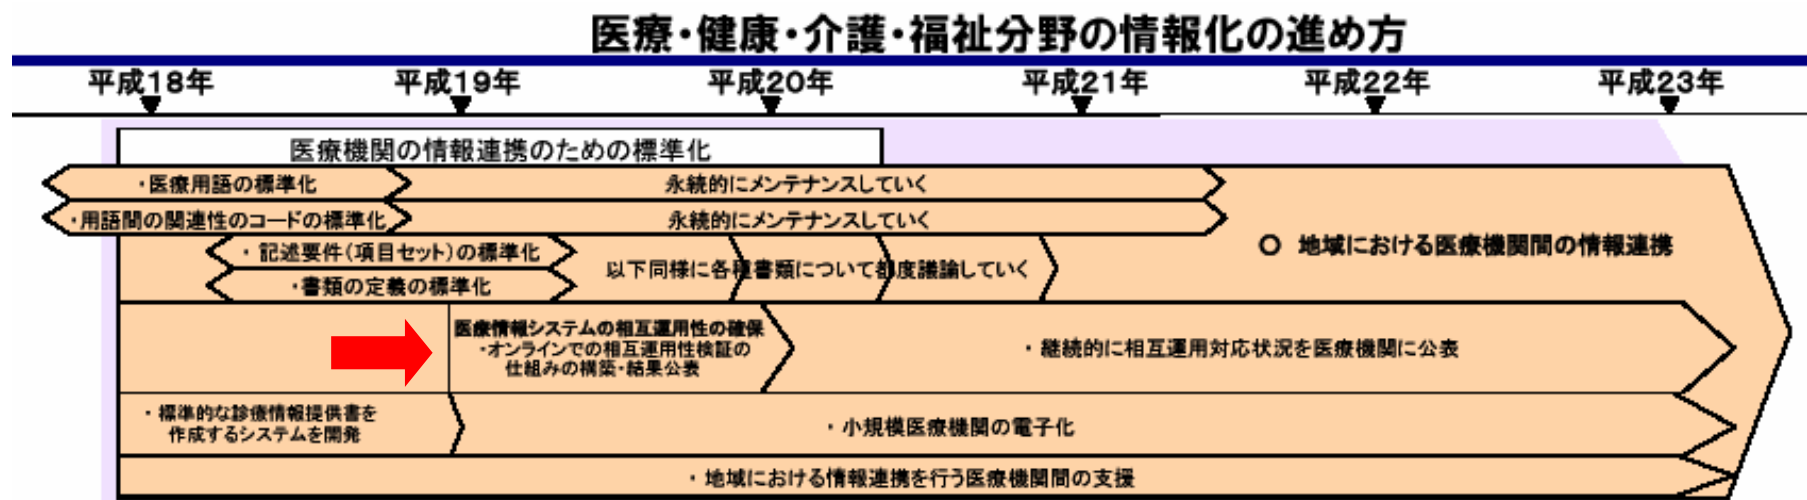 医療・健康・介護・福祉分野の情報化の進め方
平成18年 平成19年 平成20年 平成21年 平成22年 平成23年
医療機関の情報連携のための標準化
・医療用語の標準化 永続的にメンテナンスしていく
・用語間の関連性のコードの標準化 永続的にメンテナンスしていく
・記述要件(項目セット)の標準化
・書類の定義の標準化
以下同様に各種書類について都度議論していく
○ 地域における医療機関間の情報連携
医療情報システムの相互運用性の確保
・オンラインでの相互運用性検証の
仕組みの構築・結果公表
・継続的に相互運用対応状況を医療機関に公表
・標準的な診療情報提供書を
作成するシステムを開発
・小規模医療機関の電子化
・地域における情報連携を行う医療機関間の支援